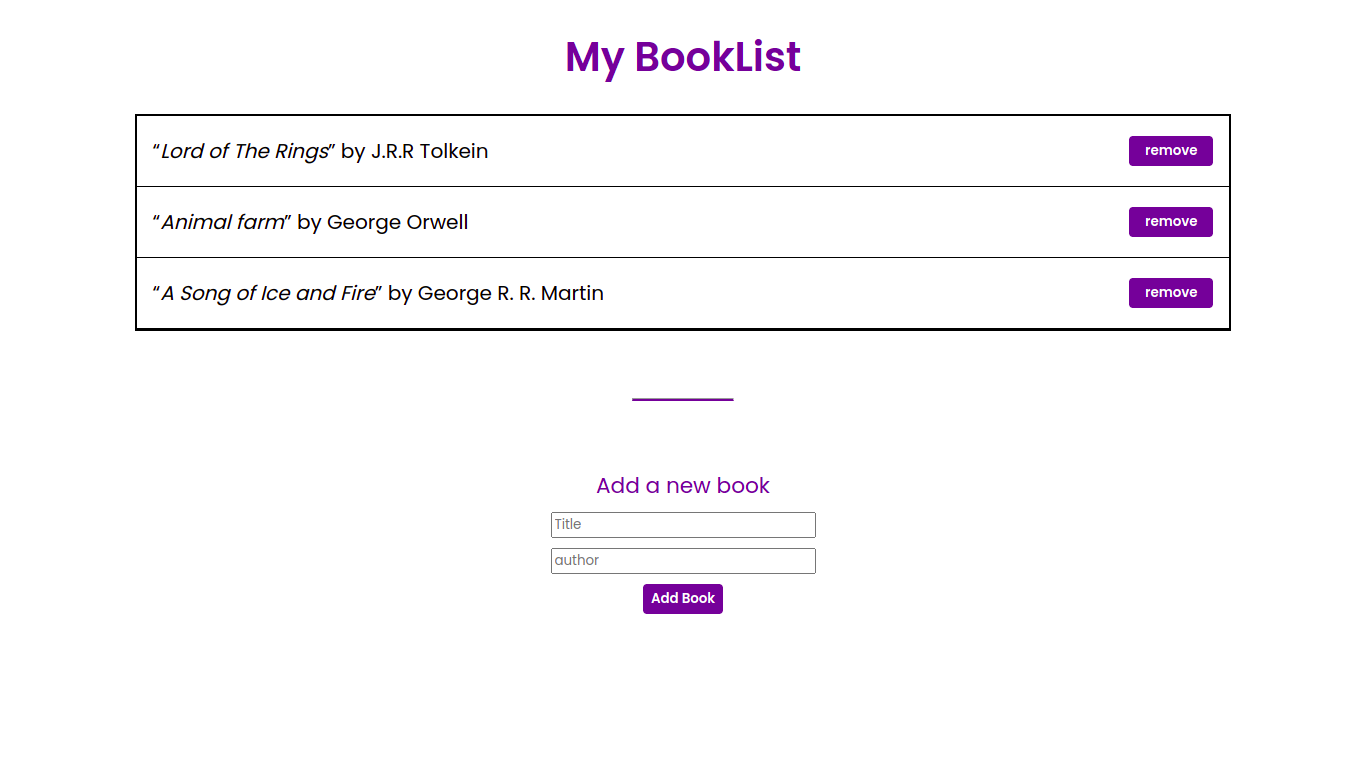 My BookList
“Lord of The Rings” by J.R.R Tolkein
remove
“Animal farm” by George Orwell
remove
“A Song of Ice and Fire” by George R. R. Martin
remove
Add a new book
Title
author
Add Book